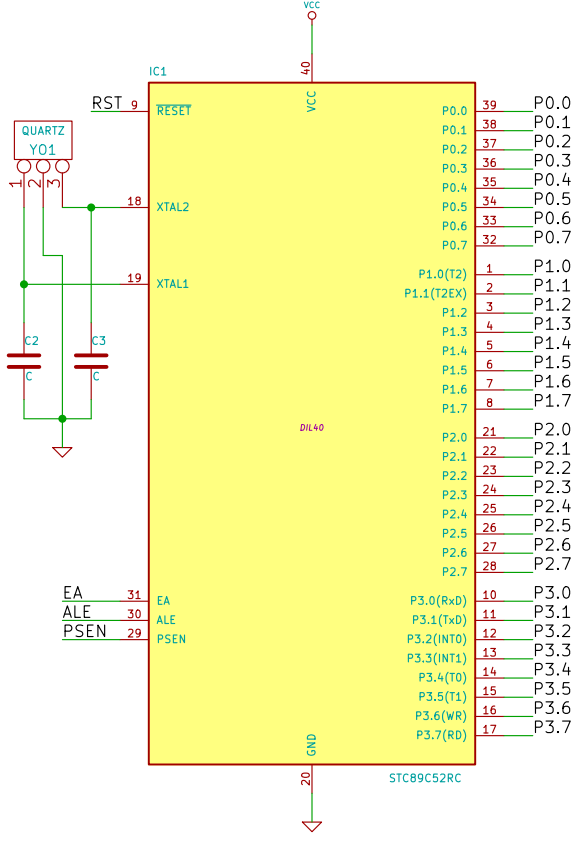 VCC
40
IC1
VCC
RST 9 RESET
QUARTZ
Y01
1 2 3
18 XTAL2
19 XTAL1
C2
C
C3
C
DIL40
EA 31 EA
ALE 30 ALE
PSEN 29 PSEN
P0.0 39 P0.0
P0.1 38 P0.1
P0.2 37 P0.2
P0.3 36 P0.3
P0.4 35 P0.4
P0.5 34 P0.5
P0.6 33 P0.6
P0.7 32 P0.7
P1.0(T2) 1 P1.0
P1.1(T2EX) 2 P1.1
P1.2 3 P1.2
P1.3 4 P1.3
P1.4 5 P1.4
P1.5 6 P1.5
P1.6 7 P1.6
P1.7 8 P1.7
P2.0 21 P2.0
P2.1 22 P2.1
P2.2 23 P2.2
P2.3 24 P2.3
P2.4 25 P2.4
P2.5 26 P2.5
P2.6 27 P2.6
P2.7 28 P2.7
P3.0(RxD) 10 P3.0
P3.1(TxD) 11 P3.1
P3.2(INT0) 12 P3.2
P3.3(INT1) 13 P3.3
P3.4(T0) 14 P3.4
P3.5(T1) 15 P3.5
P3.6(WR) 16 P3.6
P3.7(RD) 17 P3.7
GND
20
STC89C52RC